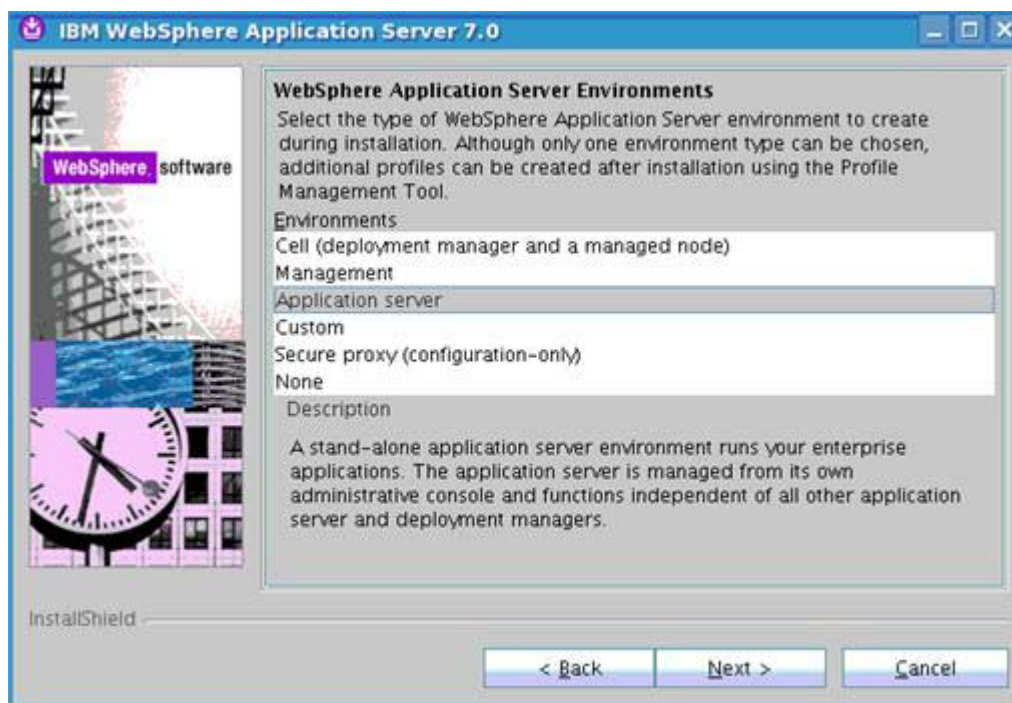 IBM WebSphere Application Server 7.0
WebSphere software
WebSphere Application Server Environments
Select the type of WebSphere Application Server environment to create
during installation. Although only one environment type can be chosen,
additional profiles can be created after installation using the Profile
Management Tool.
Environments
Cell (deployment manager and a managed node)
Management
Application server
Custom
Secure proxy (configuration-only)
None
Description
A stand-alone application server environment runs your enterprise
applications. The application server is managed from its own
administrative console and functions independent of all other application
server and deployment managers.
InstallShield
< Back
Next >
Cancel